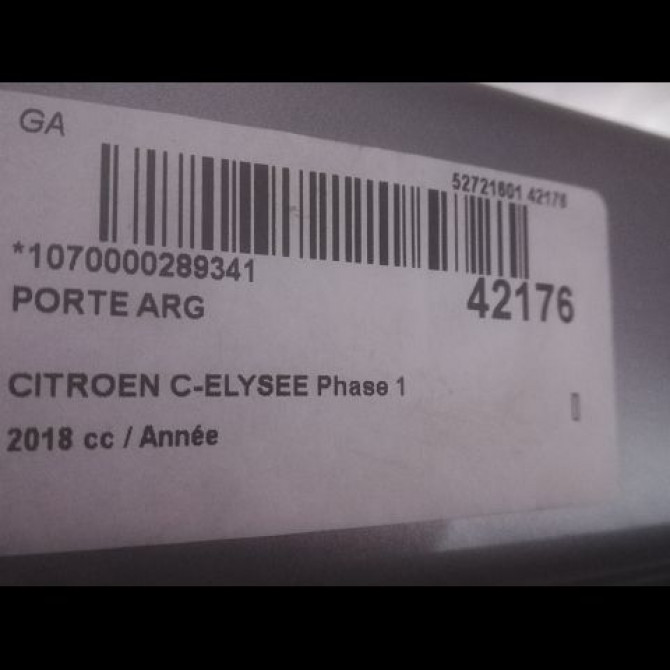 GA
52721601 42176
*1070000289341
42176
PORTE ARG
CITROEN C-ELYSEE Phase 1
2018 cc / Année